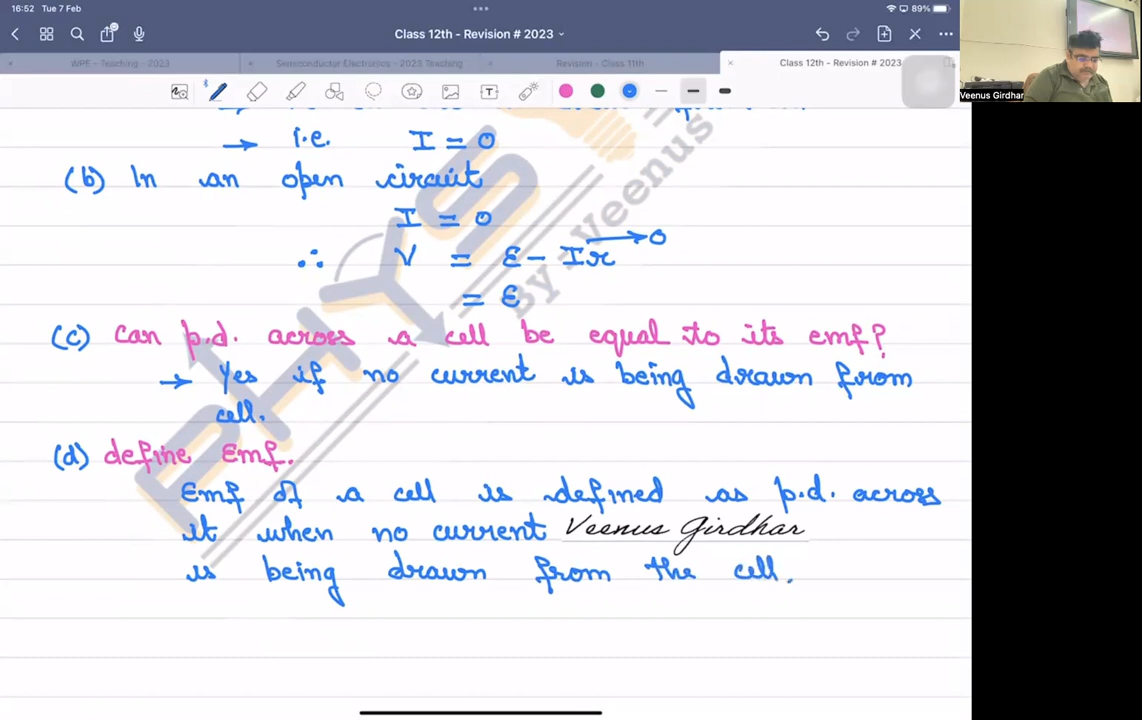 16:52 Tue 7 Feb
89%
Class 12th - Revision # 2023
WPE - Teaching - 2023
Semiconductor Electronics - 2023 Teaching
Revision - Class 11th
Class 12th - Revision # 2023
T
Veenus Girdhar
→ i.e. I = 0
(b) In an open circuit
I = 0
∴ V = ε - Ir → 0
= ε
(c) Can p.d. across a cell be equal to its emf?
→ Yes if no current is being drawn from
cell.
(d) define Emf.
Emf of a cell is defined as p.d. across
it when no current Veenus Girdhar
is being drawn from the cell.
PHYS
By-Veenus